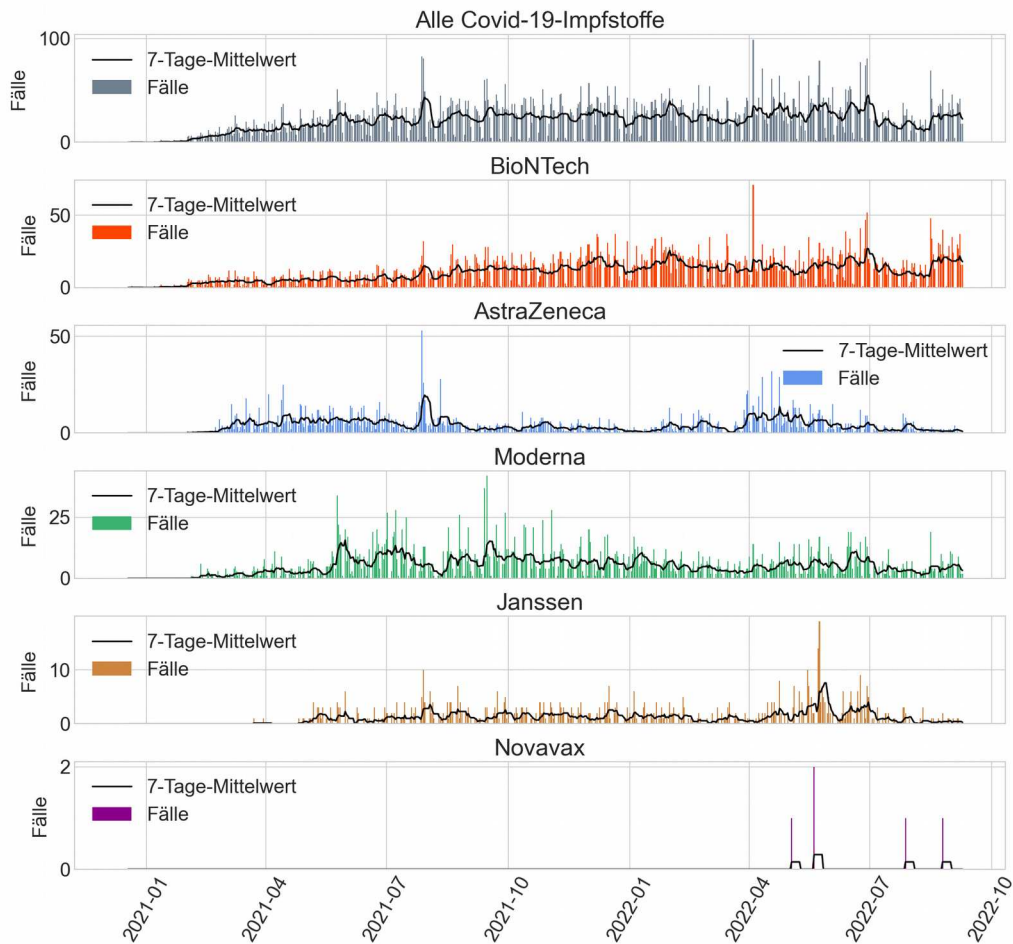 Alle Covid-19-Impfstoffe
100
7-Tage-Mittelwert
Fälle
Fälle
0
BioNTech
7-Tage-Mittelwert
50
Fälle
Fälle
0
AstraZeneca
50
7-Tage-Mittelwert
Fälle
Fälle
0
Moderna
7-Tage-Mittelwert
25
Fälle
Fälle
0
Janssen
7-Tage-Mittelwert
10
Fälle
Fälle
0
Novavax
2
7-Tage-Mittelwert
Fälle
Fälle
0
2021-01
2021-04
2021-07
2021-10
2022-01
2022-04
2022-07
2022-10